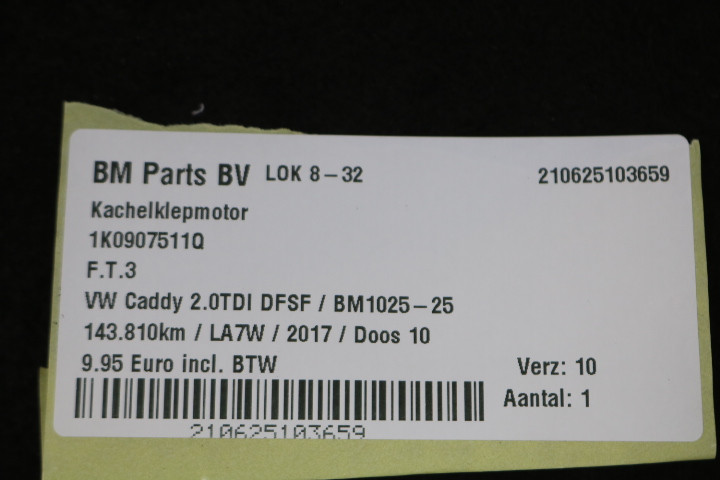 BM Parts BV LOK 8-32 210625103659
Kachelklepmotor
1K0907511Q
F.T.3
VW Caddy 2.0TDI DFSF / BM1025-25
143.810km / LA7W / 2017 / Doos 10
9.95 Euro incl. BTW Verz: 10
Aantal: 1
210625103659